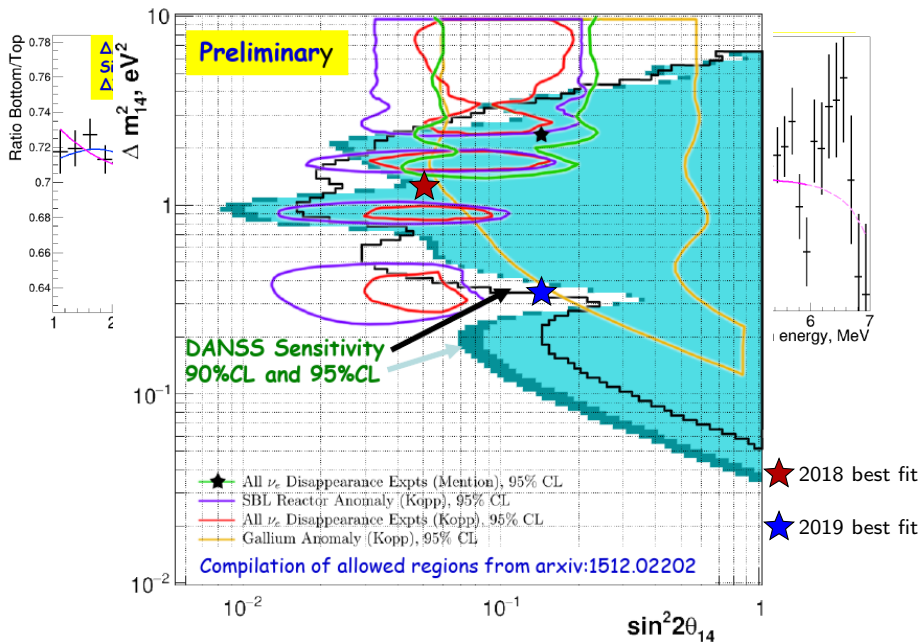 Preliminary
Δ m²₁₄, eV²
10
1
10⁻¹
10⁻²
Ratio Bottom/Top
0.78
0.76
0.74
0.72
0.7
0.68
0.66
0.64
1
2
Δ
Si
Δ
DANSS Sensitivity
90%CL and 95%CL
All νₑ Disappearance Expts (Mention), 95% CL
SBL Reactor Anomaly (Kopp), 95% CL
All νₑ Disappearance Expts (Kopp), 95% CL
Gallium Anomaly (Kopp), 95% CL
Compilation of allowed regions from arxiv:1512.02202
10⁻²
10⁻¹
1
sin²2θ₁₄
6
7
energy, MeV
2018 best fit
2019 best fit